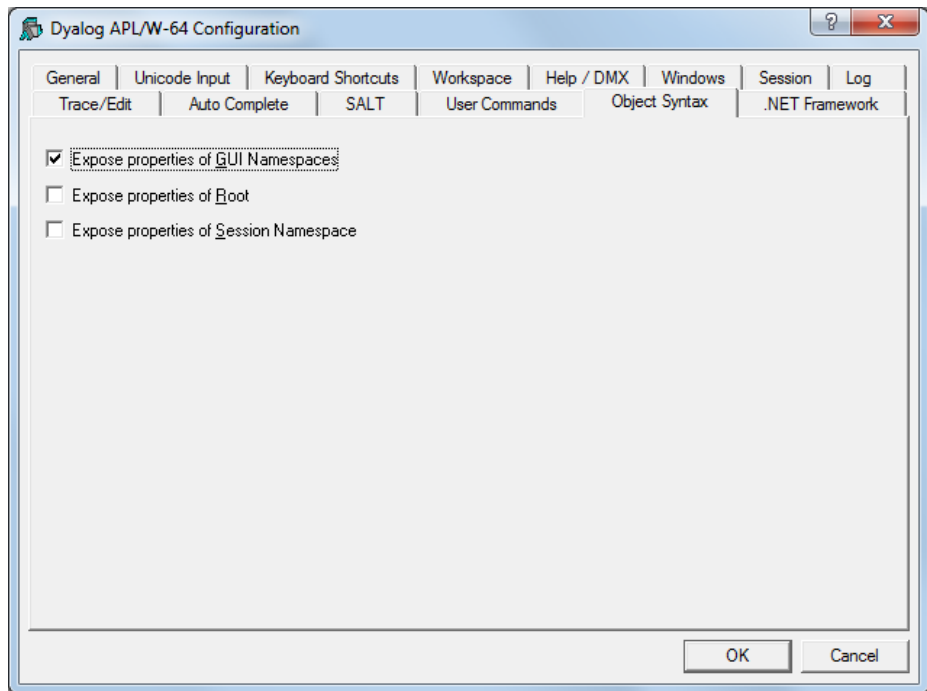 Dyalog APL/W-64 Configuration
General Unicode Input Keyboard Shortcuts Workspace Help / DMX Windows Session Log
Trace/Edit Auto Complete SALT User Commands Object Syntax .NET Framework
Expose properties of GUI Namespaces
Expose properties of Root
Expose properties of Session Namespace
OK Cancel